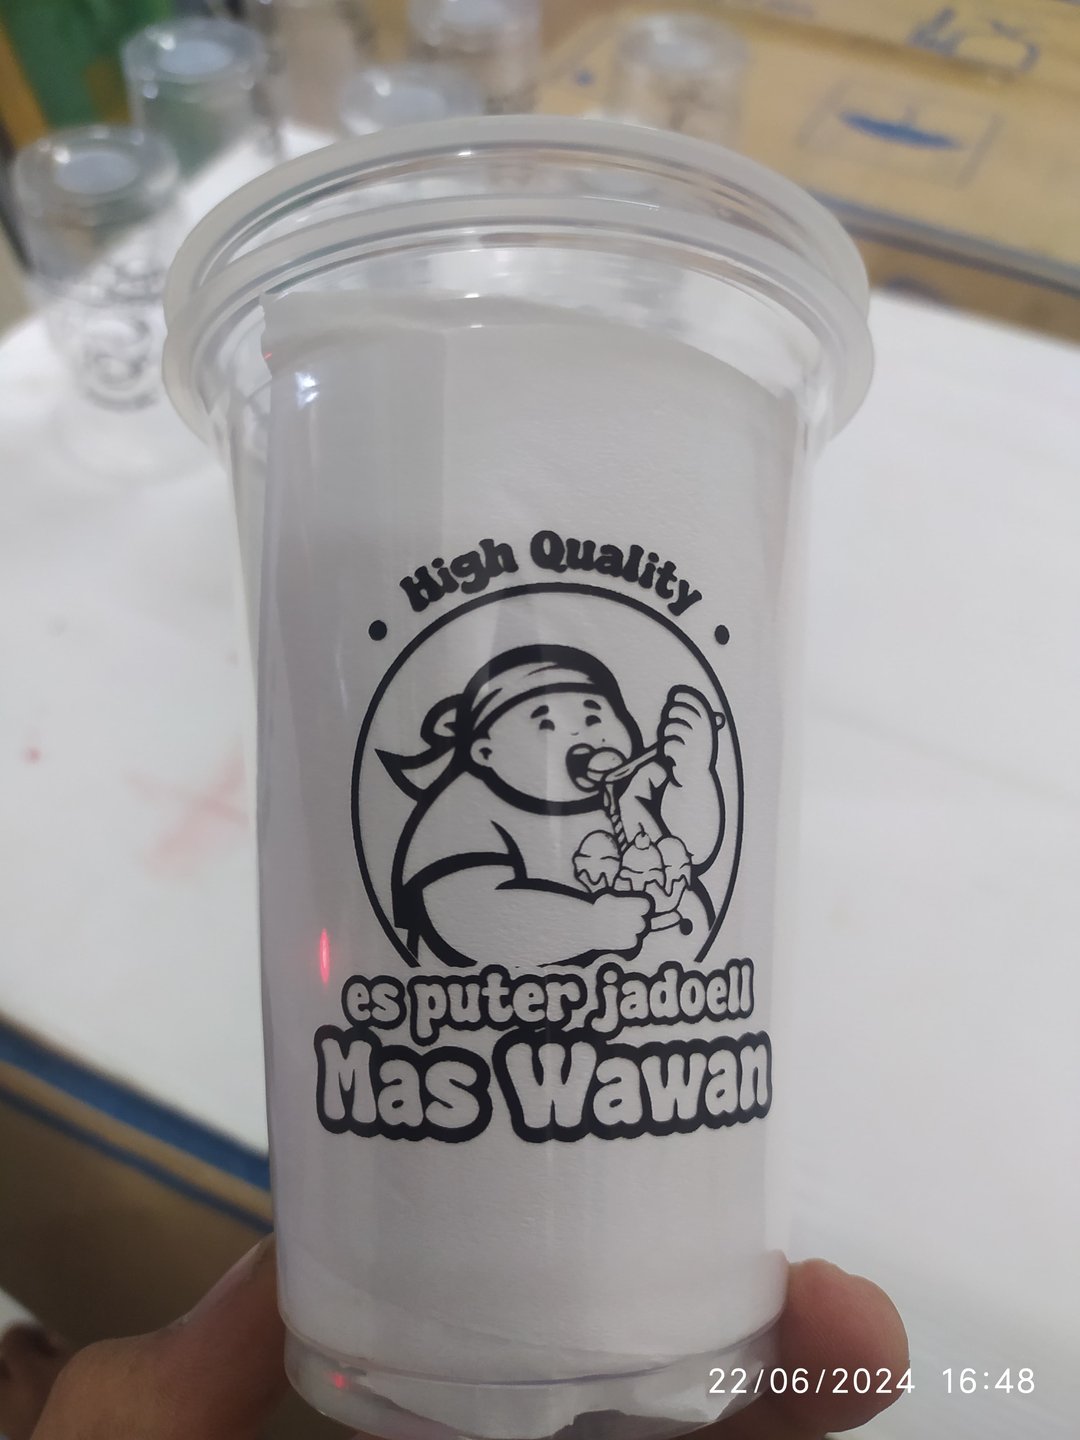 High Quality
es puter jadoell
Mas Wawan
22/06/2024 16:48